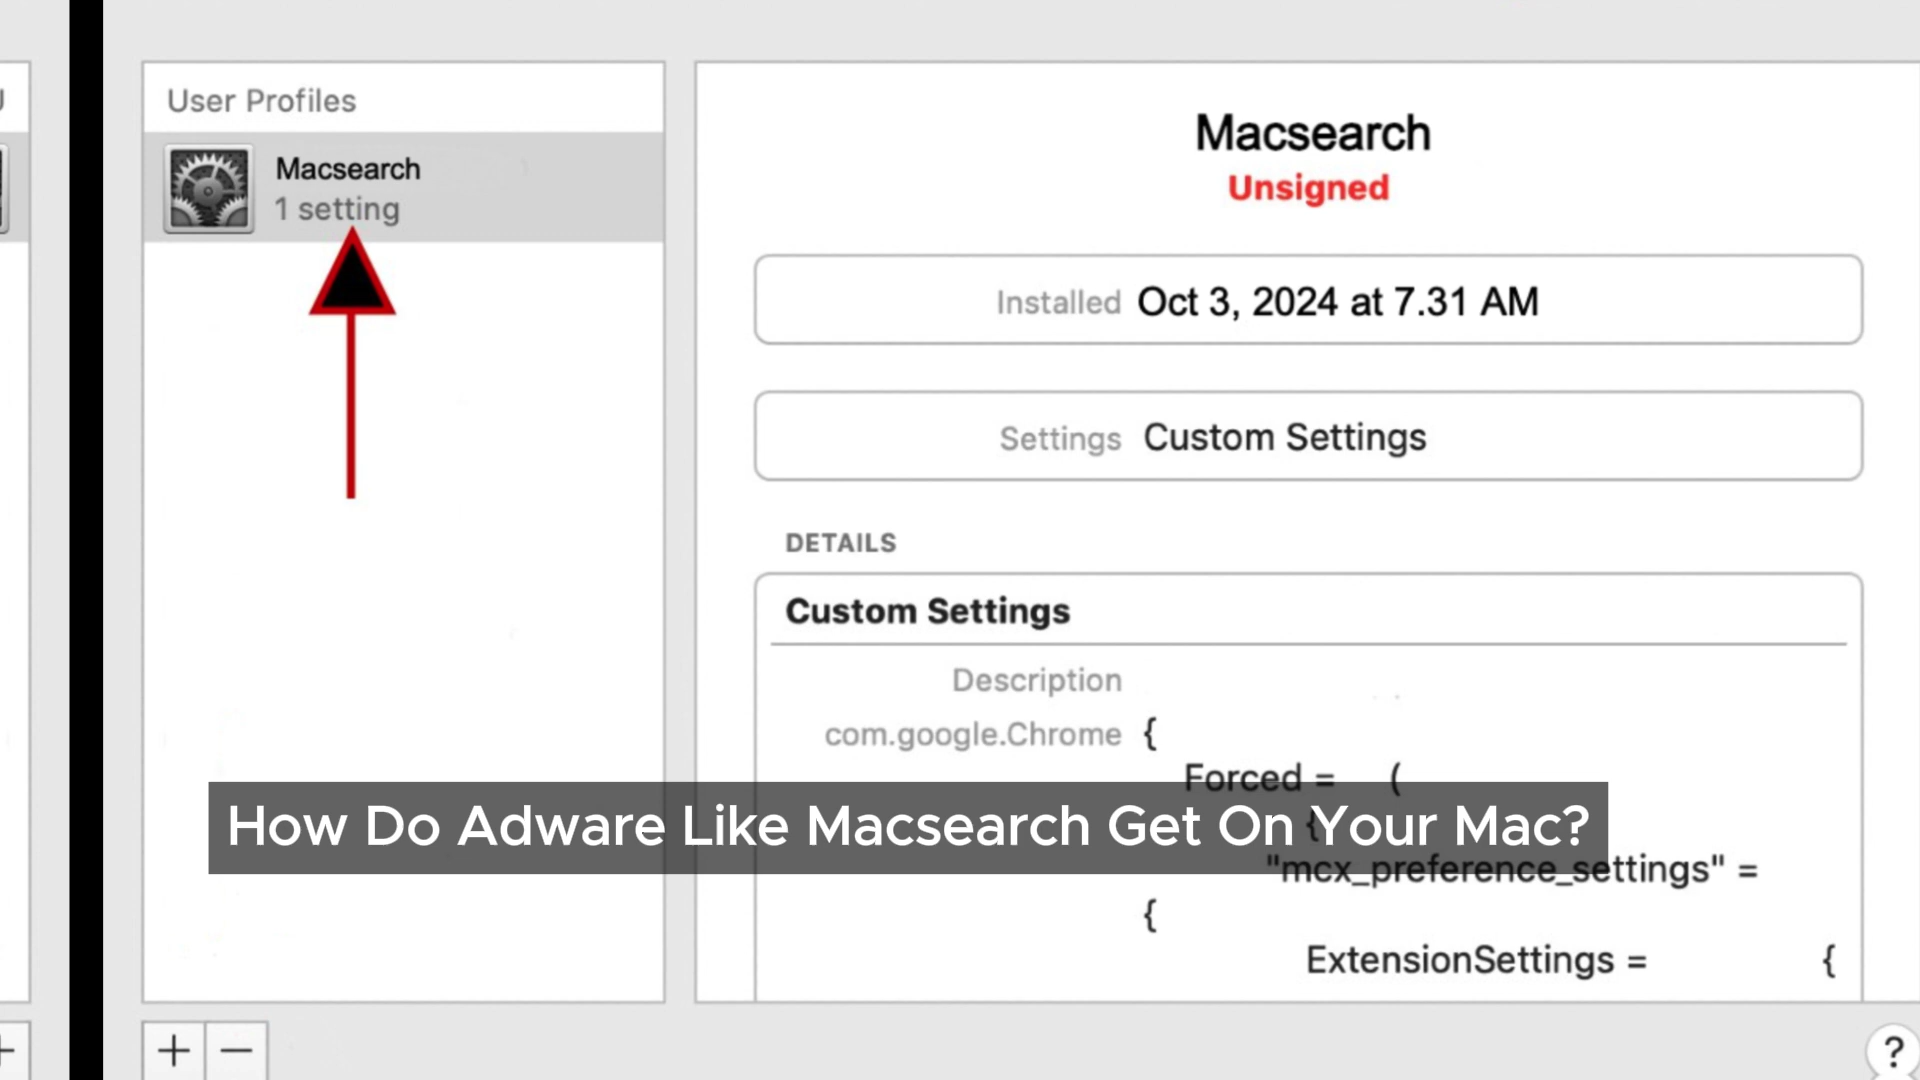 User Profiles
Macsearch
1 setting
Macsearch
Unsigned
Installed Oct 3, 2024 at 7.31 AM
Settings Custom Settings
DETAILS
Custom Settings
Description
com.google.Chrome {
Forced = (
{
How Do Adware Like Macsearch Get On Your Mac?
"mcx_preference_settings" =
{
ExtensionSettings = {
+ −
?